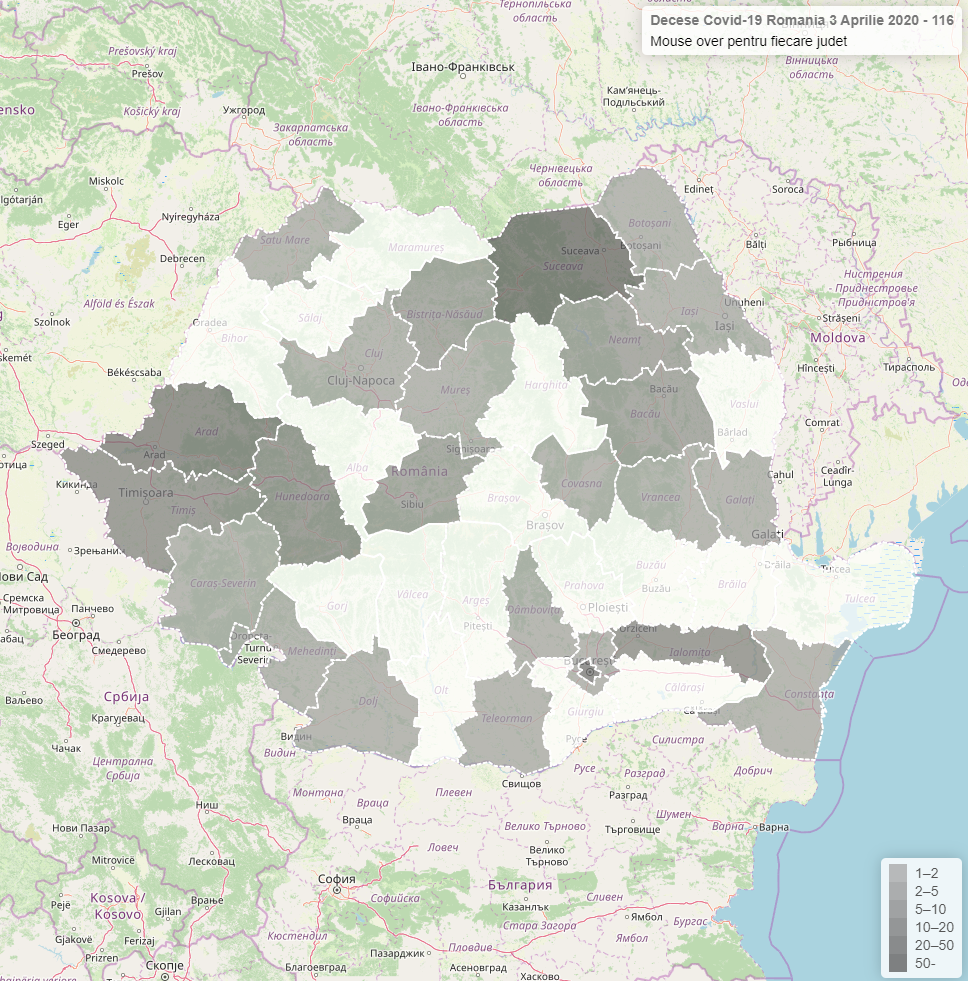 Тернопільська
область
Decese Covid-19 Romania 3 Aprilie 2020 - 116
Mouse over pentru fiecare judet
Prešovský kraj
Prešov
Івано-Франківськ
Вінницька
область
ensko
Košický kraj
Ужгород
Івано-Франківська
область
Кам'янець-
Подільський
Закарпатська
область
Чернівецька
область
Miskolc
Edineț
Soroca
lgótarján
Nyíregyháza
Eger
Botoșani
Botoșani
Satu Mare
Maramureș
Suceava
Suceava
Bălți
Рыбница
Debrecen
Нистрения
- Приднестровье
- Придністров'я
Alföld és Észak
Ungheni
Szolnok
Oradea
Sălaj
Bistrița-Năsăud
Iași
Iași
Strășeni
Bihor
Neamț
Moldova
skemét
Cluj
Cluj-Napoca
Békéscsaba
Hîncești
Тирасполь
Mureș
Harghita
Bacău
Bacău
Vaslui
Comrat
Szeged
Arad
Arad
Bârlad
Sighișoara
Alba
România
Кикинда
Timișoara
Timiș
Hunedoara
Sibiu
Covasna
Vrancea
Galați
Cahul
Ceadîr-
Lunga
Brașov
Brașov
Galați
Војводина
Зрењани
Caraș-Severin
Нови Сад
Сремска
Митровица
Панчево
Београд
Смедерево
Gorj
Vâlcea
Argeș
Pitești
Dâmbovița
Prahova
Ploiești
Buzău
Buzău
Brăila
Brăila
Tulcea
Tulcea
Drobeta-
Turnu
Severin
Mehedinți
Urziceni
Ialomița
București
Србија
Ваљево
Крагујевац
Чачак
Dolj
Olt
Teleorman
Giurgiu
Călărași
Călărași
Constanța
Видин
Видин
Русе
Силистра
Централна
Србија
Монтана
Свищов
Русе
Разград
Разград
Добрич
Ниш
Враца
Враца
Плевен
Велико Търново
Търговище
Шумен
Варна
Варна
Нови Пазар
Mitrovicë
Лесковац
Ловеч
Велико
Търново
Kosova /
Kosovo
Pejë
Gjilan
Врање
София
Софийска
България
Казанлък
Стара Загора
Сливен
Ямбол
Бургас
Gjakovë
Ferizaj
Prizren
Кюстендил
Пазарджик
Пловдив
Ямбол
Скопје
Благоевград
Асеновград
Хасково
1–2
2–5
5–10
10–20
20–50
50-